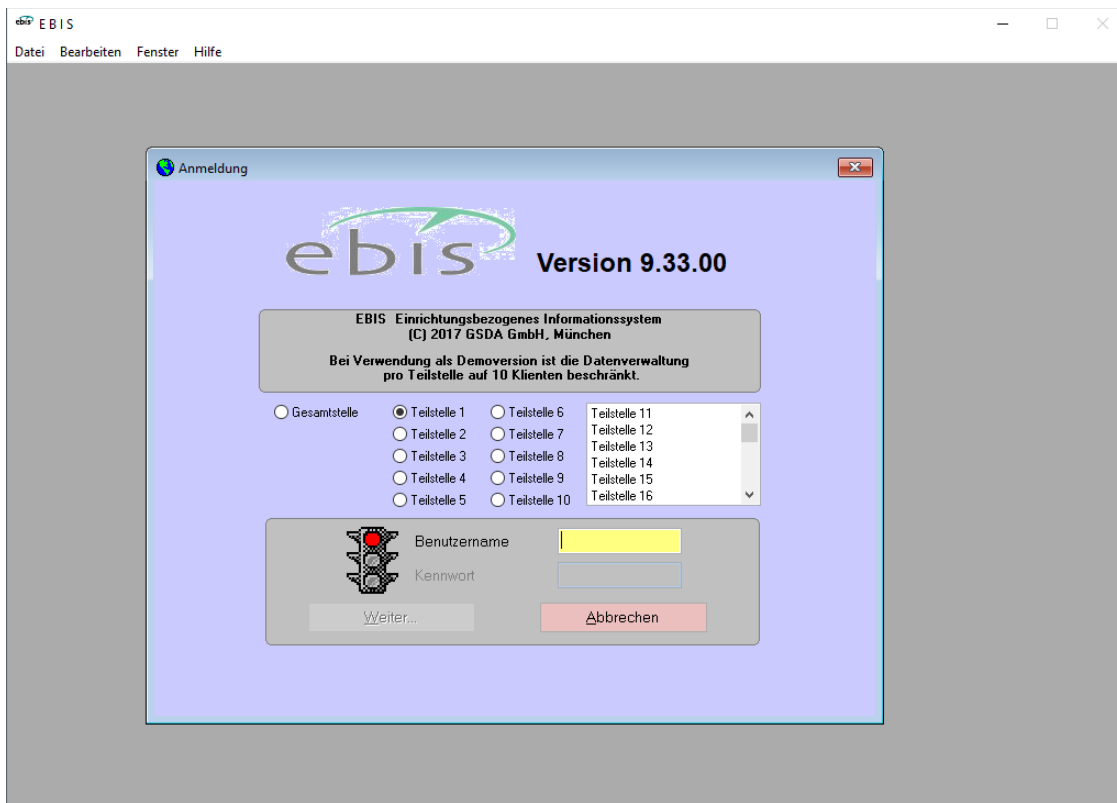 ebis E B I S
Datei Bearbeiten Fenster Hilfe
Anmeldung
ebis Version 9.33.00
EBIS Einrichtungsbezogenes Informationssystem
(C) 2017 GSDA GmbH, München
Bei Verwendung als Demoversion ist die Datenverwaltung
pro Teilstelle auf 10 Klienten beschränkt.
Gesamtstelle Teilstelle 1 Teilstelle 6 Teilstelle 11
Teilstelle 2 Teilstelle 7 Teilstelle 12
Teilstelle 3 Teilstelle 8 Teilstelle 13
Teilstelle 4 Teilstelle 9 Teilstelle 14
Teilstelle 5 Teilstelle 10 Teilstelle 15
Teilstelle 16
Benutzername
Kennwort
Weiter... Abbrechen